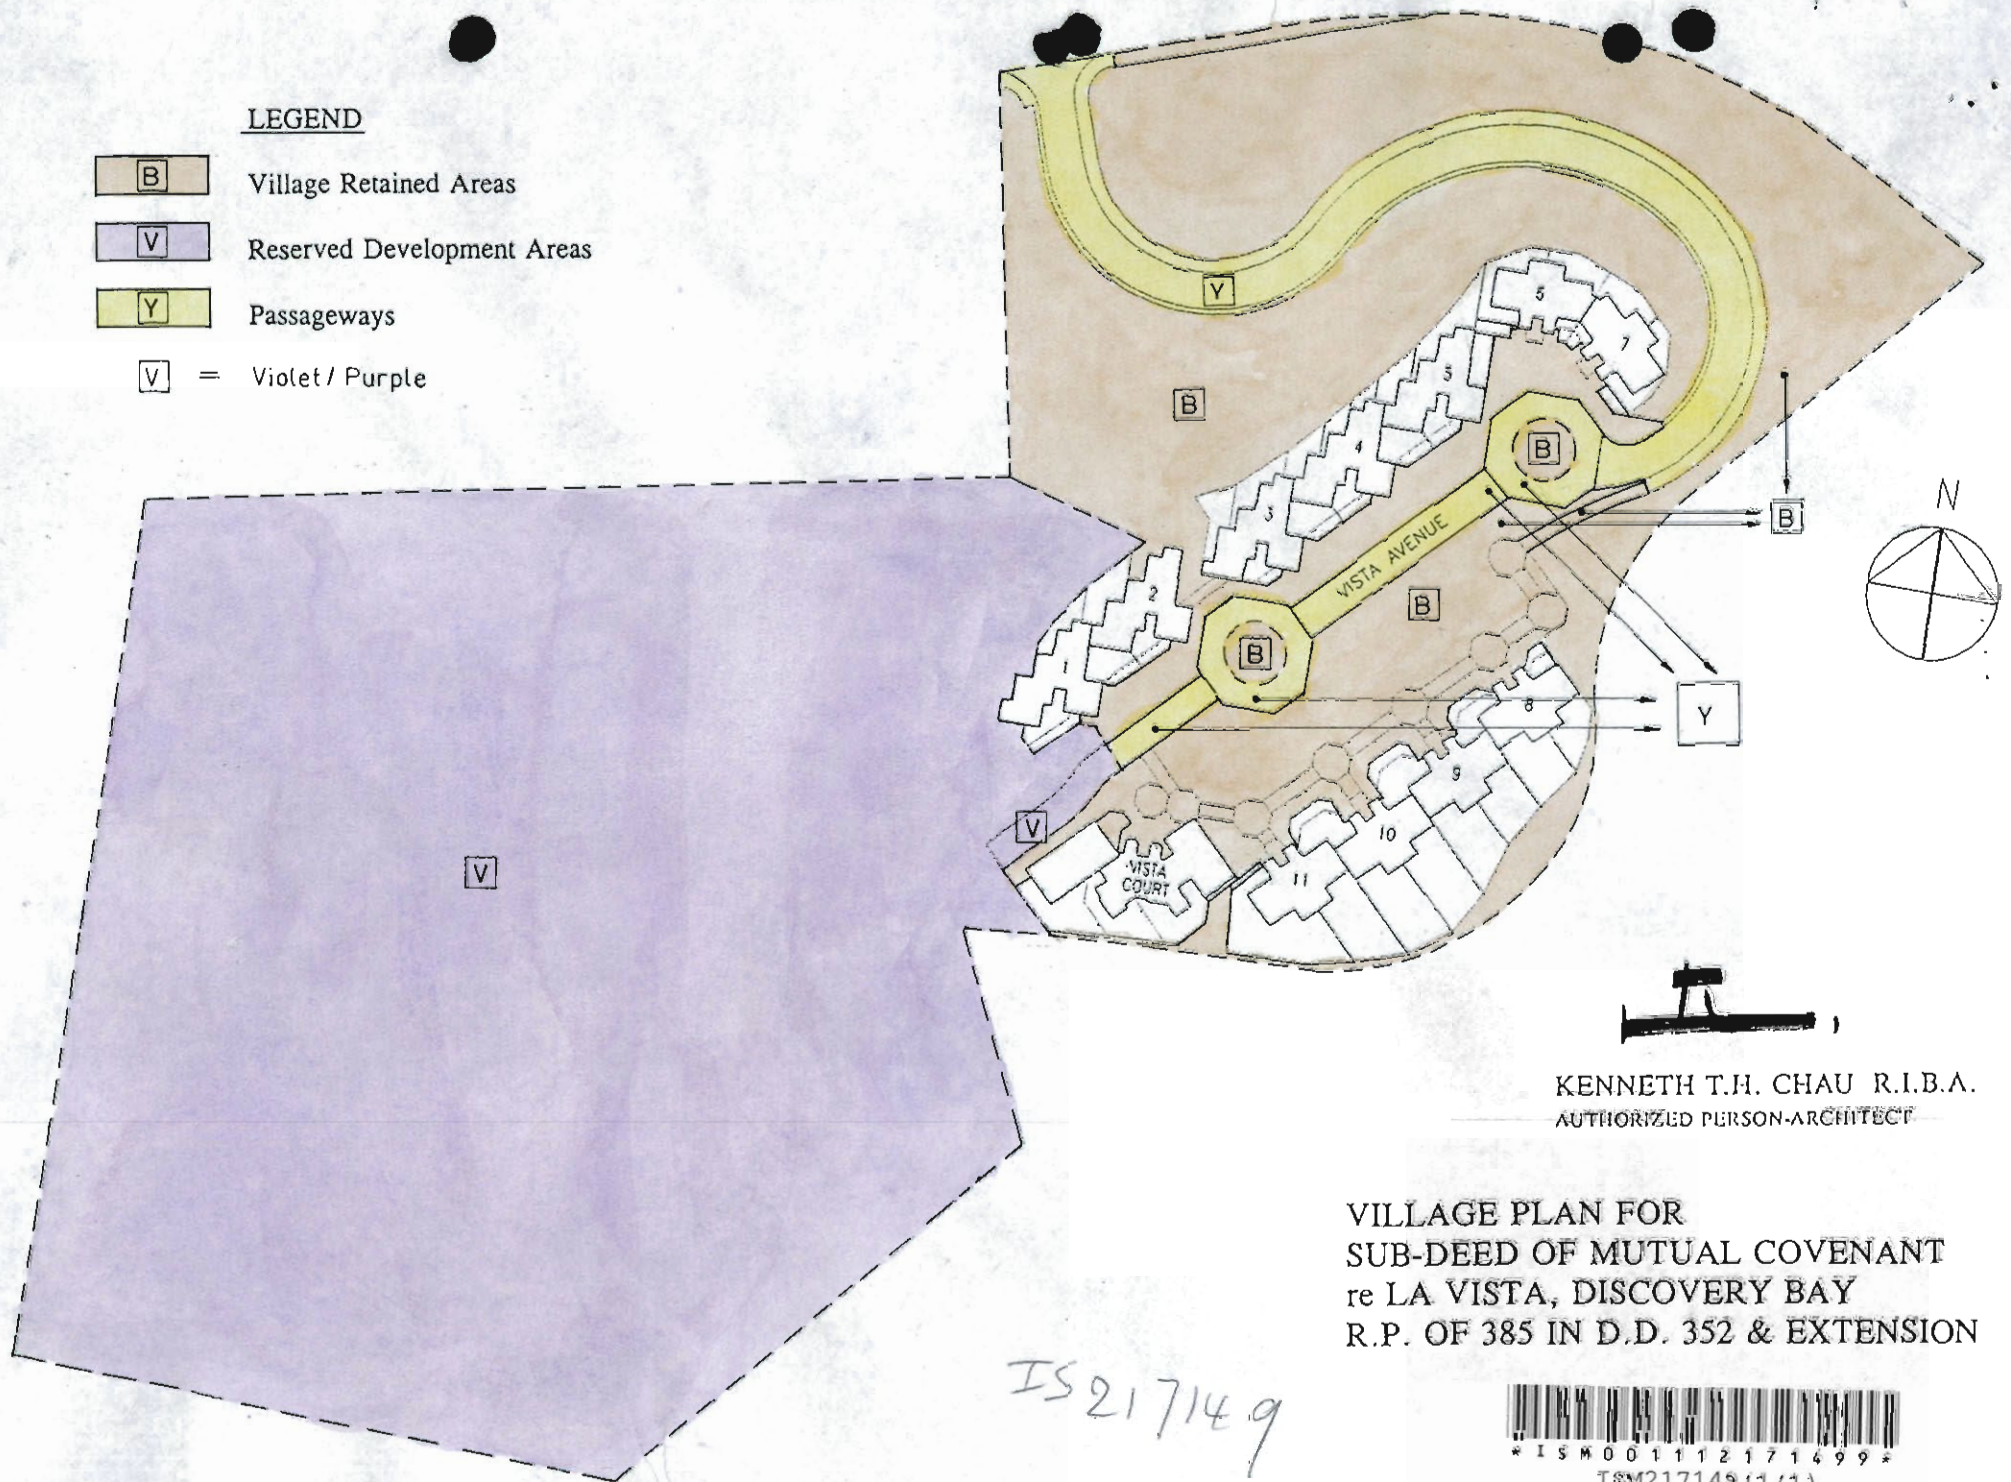 LEGEND
B Village Retained Areas
V Reserved Development Areas
Y Passageways
V = Violet / Purple
Y
5
7
B
3
4
B
3
B
N
VISTA AVENUE
2
B
B
1
8
Y
9
V
10
VISTA
COURT
11
V
KENNETH T.H. CHAU R.I.B.A.
AUTHORIZED PERSON-ARCHITECT
VILLAGE PLAN FOR
SUB-DEED OF MUTUAL COVENANT
re LA VISTA, DISCOVERY BAY
R.P. OF 385 IN D.D. 352 & EXTENSION
IS217149
*ISM001112171499*